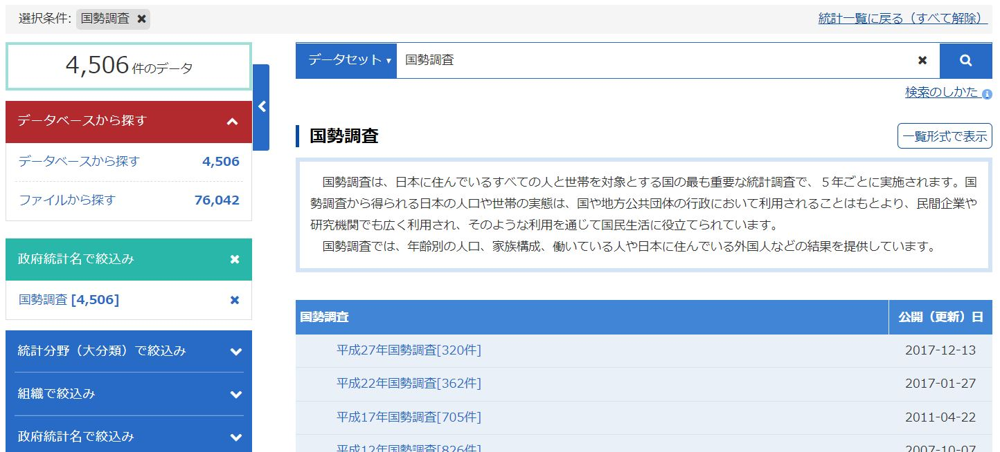 選択条件: 国勢調査 ×
統計一覧に戻る（すべて解除）
4,506 件のデータ
データベースから探す
データベースから探す 4,506
ファイルから探す 76,042
政府統計名で絞込み
国勢調査 [4,506]
統計分野（大分類）で絞込み
組織で絞込み
政府統計名で絞込み
データセット ▾ 国勢調査
検索のしかた
国勢調査
一覧形式で表示
国勢調査は、日本に住んでいるすべての人と世帯を対象とする国の最も重要な統計調査で、５年ごとに実施されます。国
勢調査から得られる日本の人口や世帯の実態は、国や地方公共団体の行政において利用されることはもとより、民間企業や
研究機関でも広く利用され、そのような利用を通じて国民生活に役立てられています。
国勢調査では、年齢別の人口、家族構成、働いている人や日本に住んでいる外国人などの結果を提供しています。
国勢調査 公開（更新）日
平成27年国勢調査[320件] 2017-12-13
平成22年国勢調査[362件] 2017-01-27
平成17年国勢調査[705件] 2011-04-22
平成12年国勢調査[826件] 2007-10-07